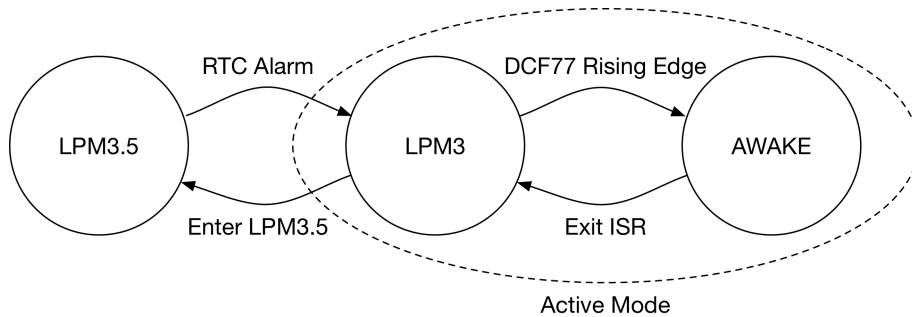 RTC Alarm
DCF77 Rising Edge
LPM3.5
LPM3
AWAKE
Enter LPM3.5
Exit ISR
Active Mode